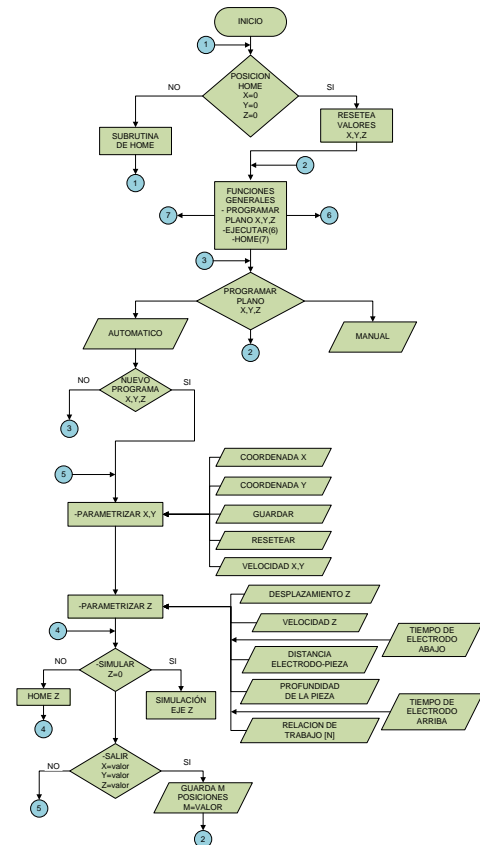 INICIO
1
POSICION
HOME
X=0
Y=0
Z=0
NO
SI
SUBRUTINA
DE HOME
RESETEA
VALORES
X,Y,Z
1
2
FUNCIONES
GENERALES
- PROGRAMAR
PLANO X,Y,Z
-EJECUTAR(6)
-HOME(7)
7
6
3
PROGRAMAR
PLANO
X,Y,Z
AUTOMATICO
MANUAL
2
NO
NUEVO
PROGRAMA
X,Y,Z
SI
3
5
COORDENADA X
COORDENADA Y
-PARAMETRIZAR X,Y
GUARDAR
RESETEAR
VELOCIDAD X,Y
DESPLAZAMIENTO Z
-PARAMETRIZAR Z
VELOCIDAD Z
4
TIEMPO DE
ELECTRODO
ABAJO
DISTANCIA
ELECTRODO-PIEZA
NO
-SIMULAR
Z=0
SI
HOME Z
SIMULACIÓN
EJE Z
PROFUNDIDAD
DE LA PIEZA
TIEMPO DE
ELECTRODO
ARRIBA
4
RELACION DE
TRABAJO [N]
NO
-SALIR
X=valor
Y=valor
Z=valor
SI
GUARDA M
POSICIONES
M=VALOR
5
2